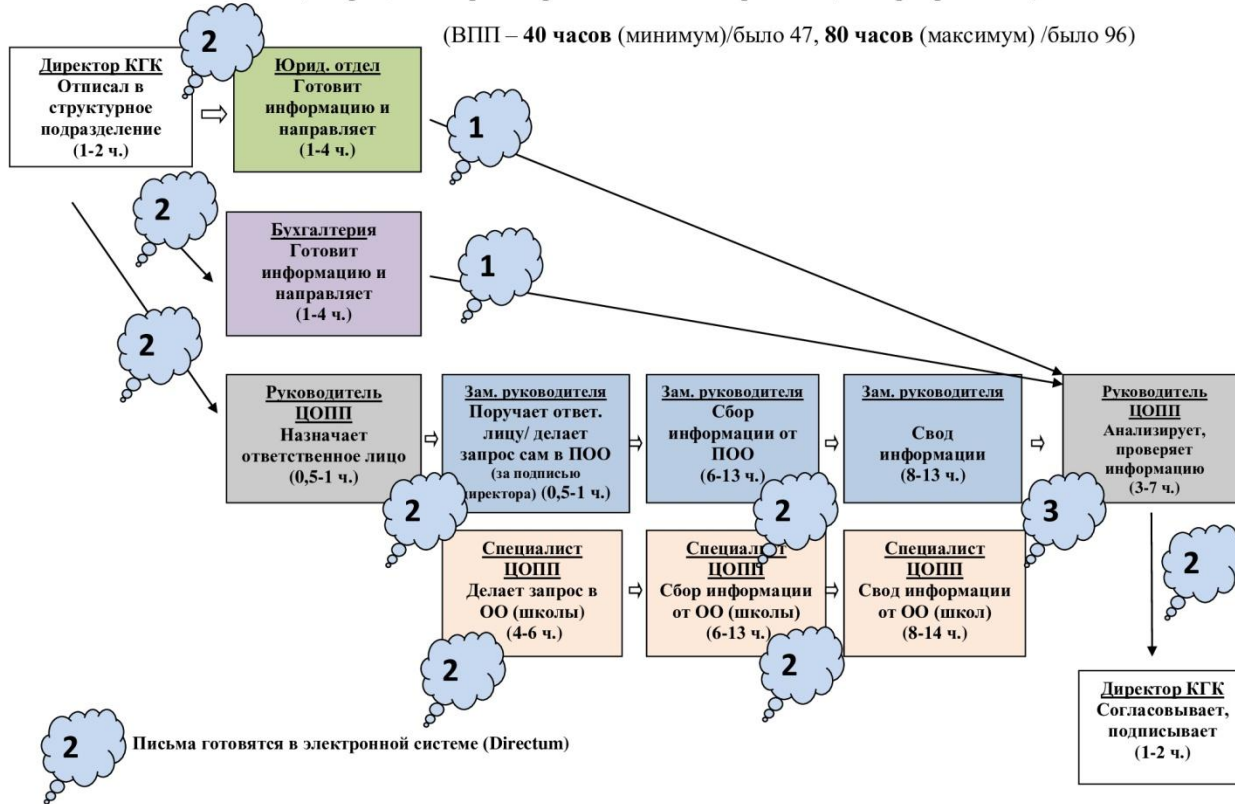 (ВПП – 40 часов (минимум)/было 47, 80 часов (максимум) /было 96)
Директор КГК
Отписал в
структурное
подразделение
(1-2 ч.)
2
Юрид. отдел
Готовит
информацию и
направляет
(1-4 ч.)
1
2
Бухгалтерия
Готовит
информацию и
направляет
(1-4 ч.)
1
2
Руководитель
ЦОПП
Назначает
ответственное лицо
(0,5-1 ч.)
Зам. руководителя
Поручает ответ.
лицу/ делает
запрос сам в ПОО
(за подписью
директора) (0,5-1 ч.)
Зам. руководителя
Сбор
информации от
ПОО
(6-13 ч.)
Зам. руководителя
Свод
информации
(8-13 ч.)
Руководитель
ЦОПП
Анализирует,
проверяет
информацию
(3-7 ч.)
2
2
3
2
Специалист
ЦОПП
Делает запрос в
ОО (школы)
(4-6 ч.)
Специалист
ЦОПП
Сбор информации
от ОО (школы)
(6-13 ч.)
Специалист
ЦОПП
Свод информации
от ОО (школ)
(8-14 ч.)
2
2
Директор КГК
Согласовывает,
подписывает
(1-2 ч.)
2
Письма готовятся в электронной системе (Directum)